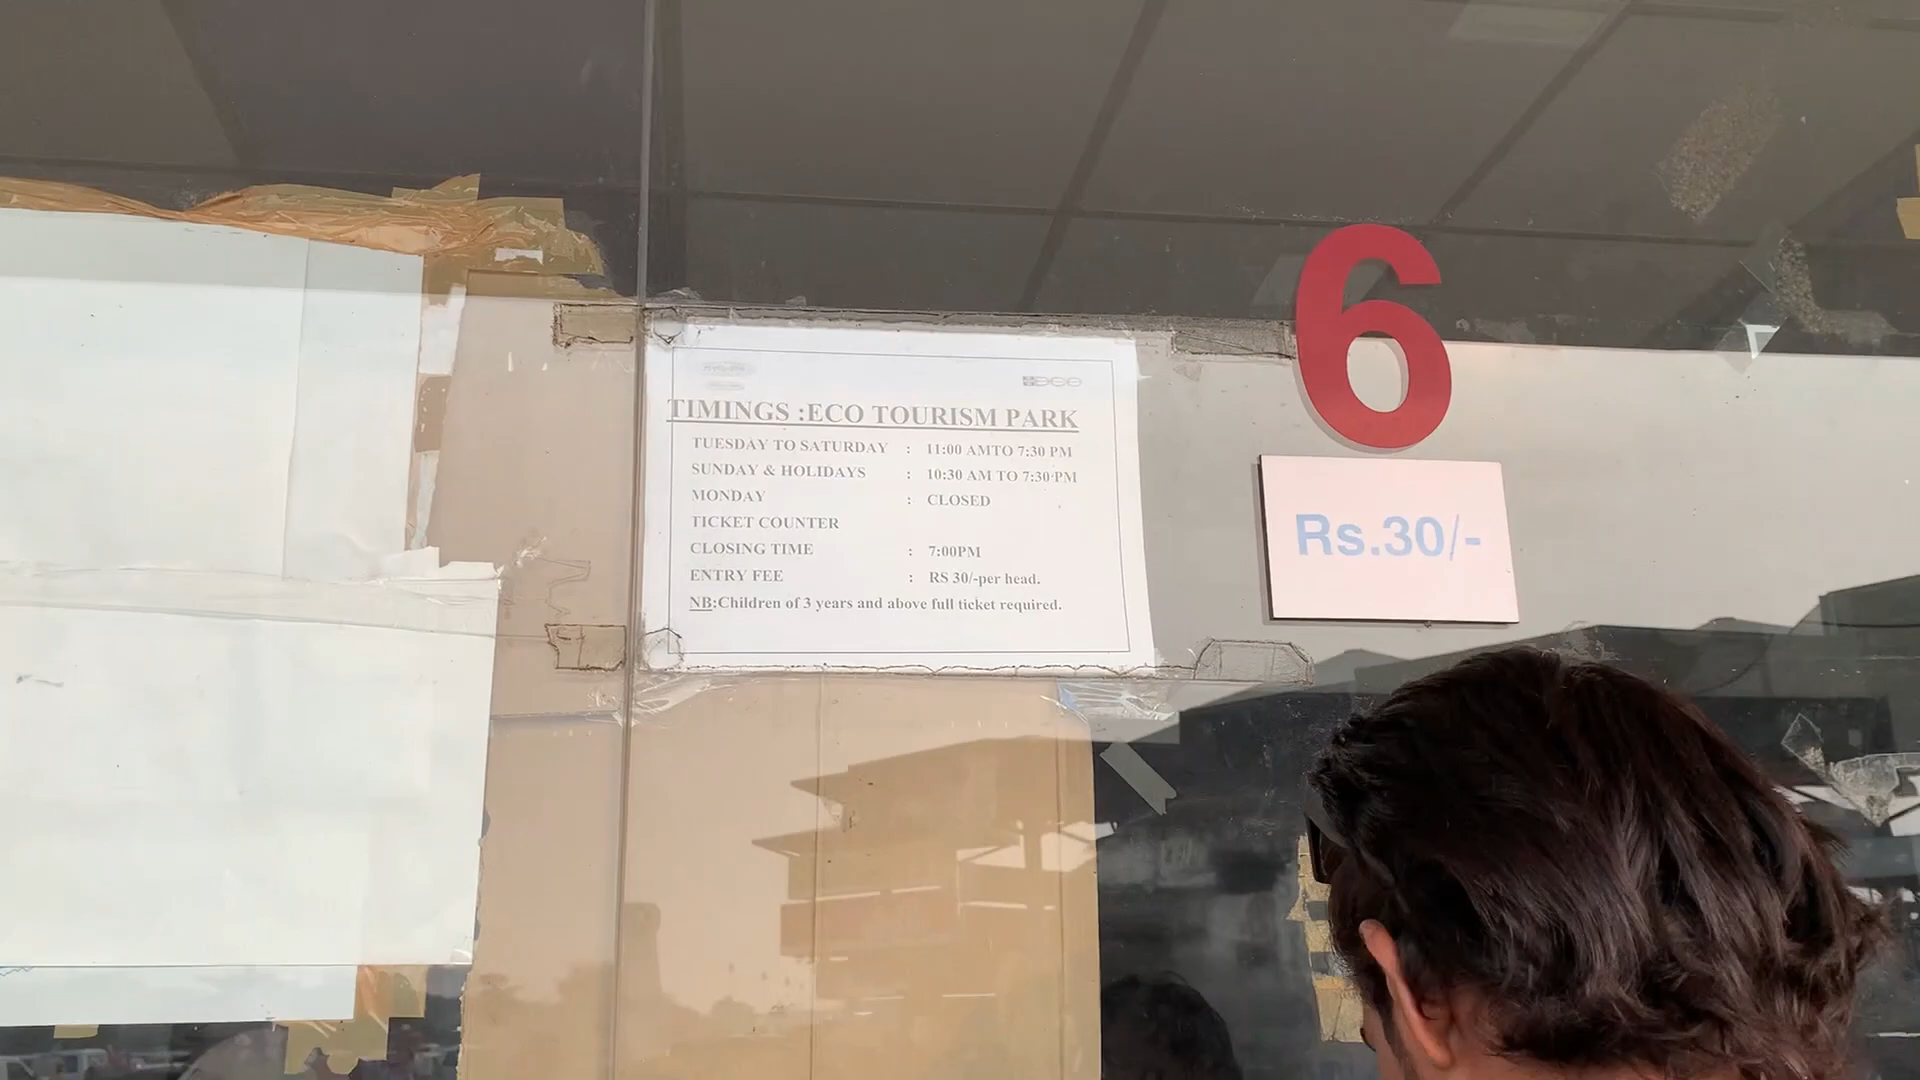 TIMINGS :ECO TOURISM PARK
TUESDAY TO SATURDAY : 11:00 AMTO 7:30 PM
SUNDAY & HOLIDAYS : 10:30 AM TO 7:30 PM
MONDAY : CLOSED
TICKET COUNTER
CLOSING TIME : 7:00PM
ENTRY FEE : RS 30/-per head.
NB:Children of 3 years and above full ticket required.
6
Rs.30/-